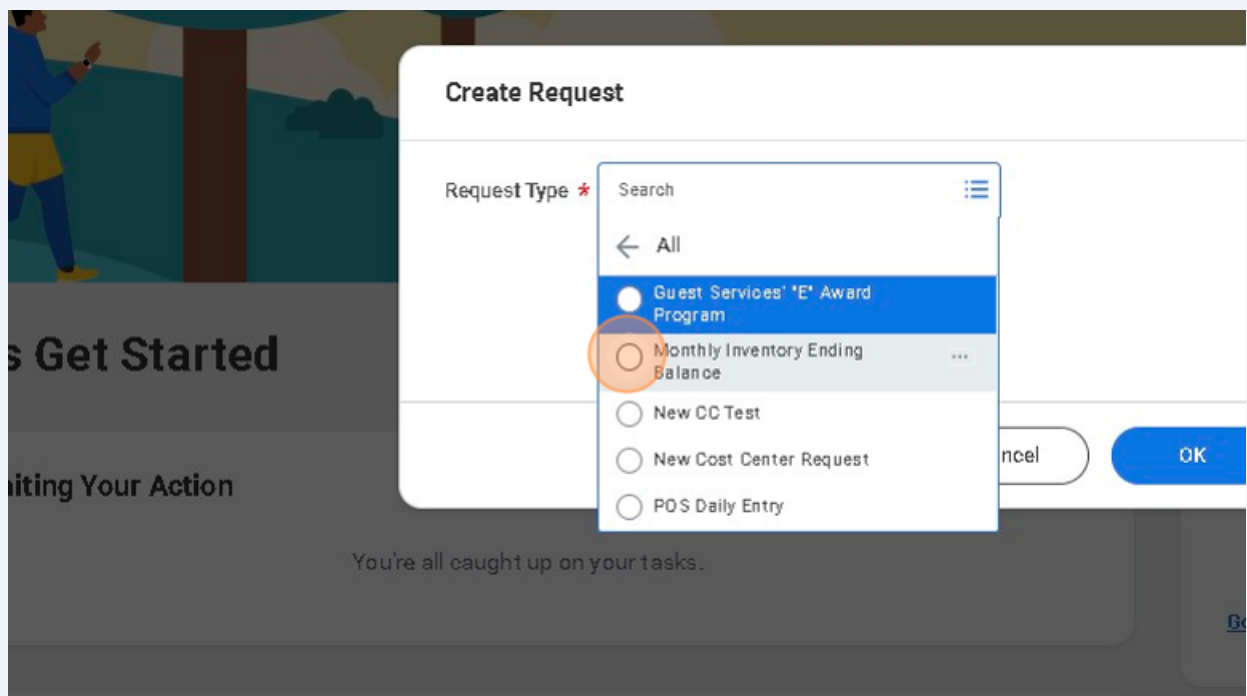 Create Request
Request Type *
Search
All
Guest Services' "E" Award
Program
Monthly Inventory Ending
Balance
New CC Test
New Cost Center Request
POS Daily Entry
ncel
OK
s Get Started
iting Your Action
You're all caught up on your tasks.
Go